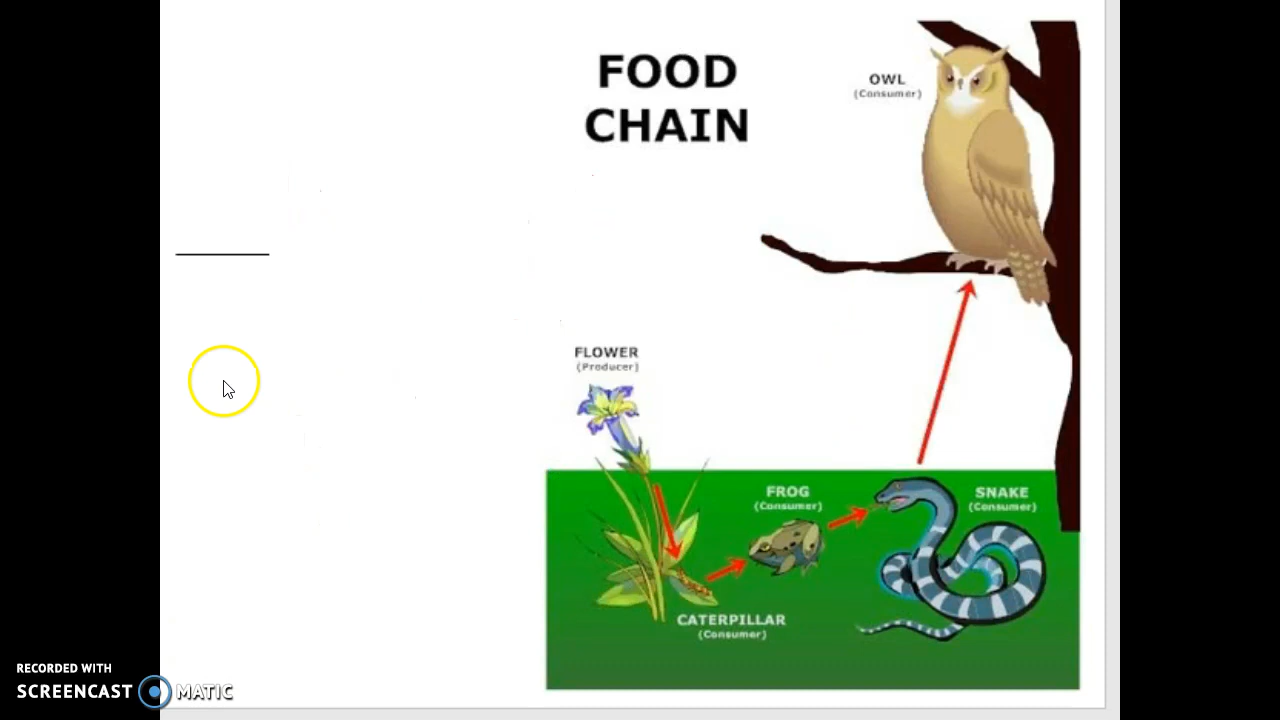 FOOD
CHAIN
OWL
(Consumer)
FLOWER
(Producer)
FROG
(Consumer)
SNAKE
(Consumer)
CATERPILLAR
(Consumer)
RECORDED WITH
SCREENCAST MATIC